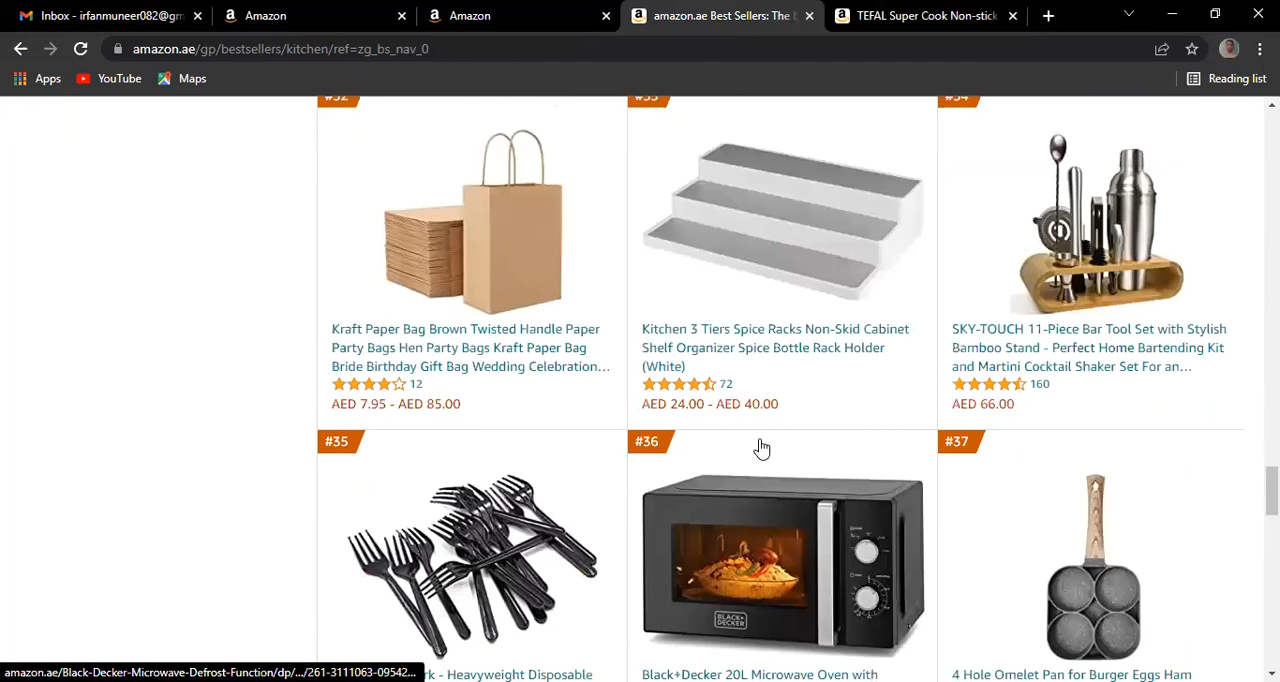 Inbox - irfanmuneer082@gm
Amazon
Amazon
amazon.ae Best Sellers: The
TEFAL Super Cook Non-stick
amazon.ae/gp/bestsellers/kitchen/ref=zg_bs_nav_0
Apps
YouTube
Maps
Reading list
#32
#33
#34
Kraft Paper Bag Brown Twisted Handle Paper
Party Bags Hen Party Bags Kraft Paper Bag
Bride Birthday Gift Bag Wedding Celebration...
12
AED 7.95 - AED 85.00
Kitchen 3 Tiers Spice Racks Non-Skid Cabinet
Shelf Organizer Spice Bottle Rack Holder
(White)
72
AED 24.00 - AED 40.00
SKY-TOUCH 11-Piece Bar Tool Set with Stylish
Bamboo Stand - Perfect Home Bartending Kit
and Martini Cocktail Shaker Set For an...
160
AED 66.00
#35
#36
#37
BLACK+
DECKER
rk - Heavyweight Disposable
Black+Decker 20L Microwave Oven with
4 Hole Omelet Pan for Burger Eggs Ham
amazon.ae/Black-Decker-Microwave-Defrost-Function/dp/.../261-3111063-09542...